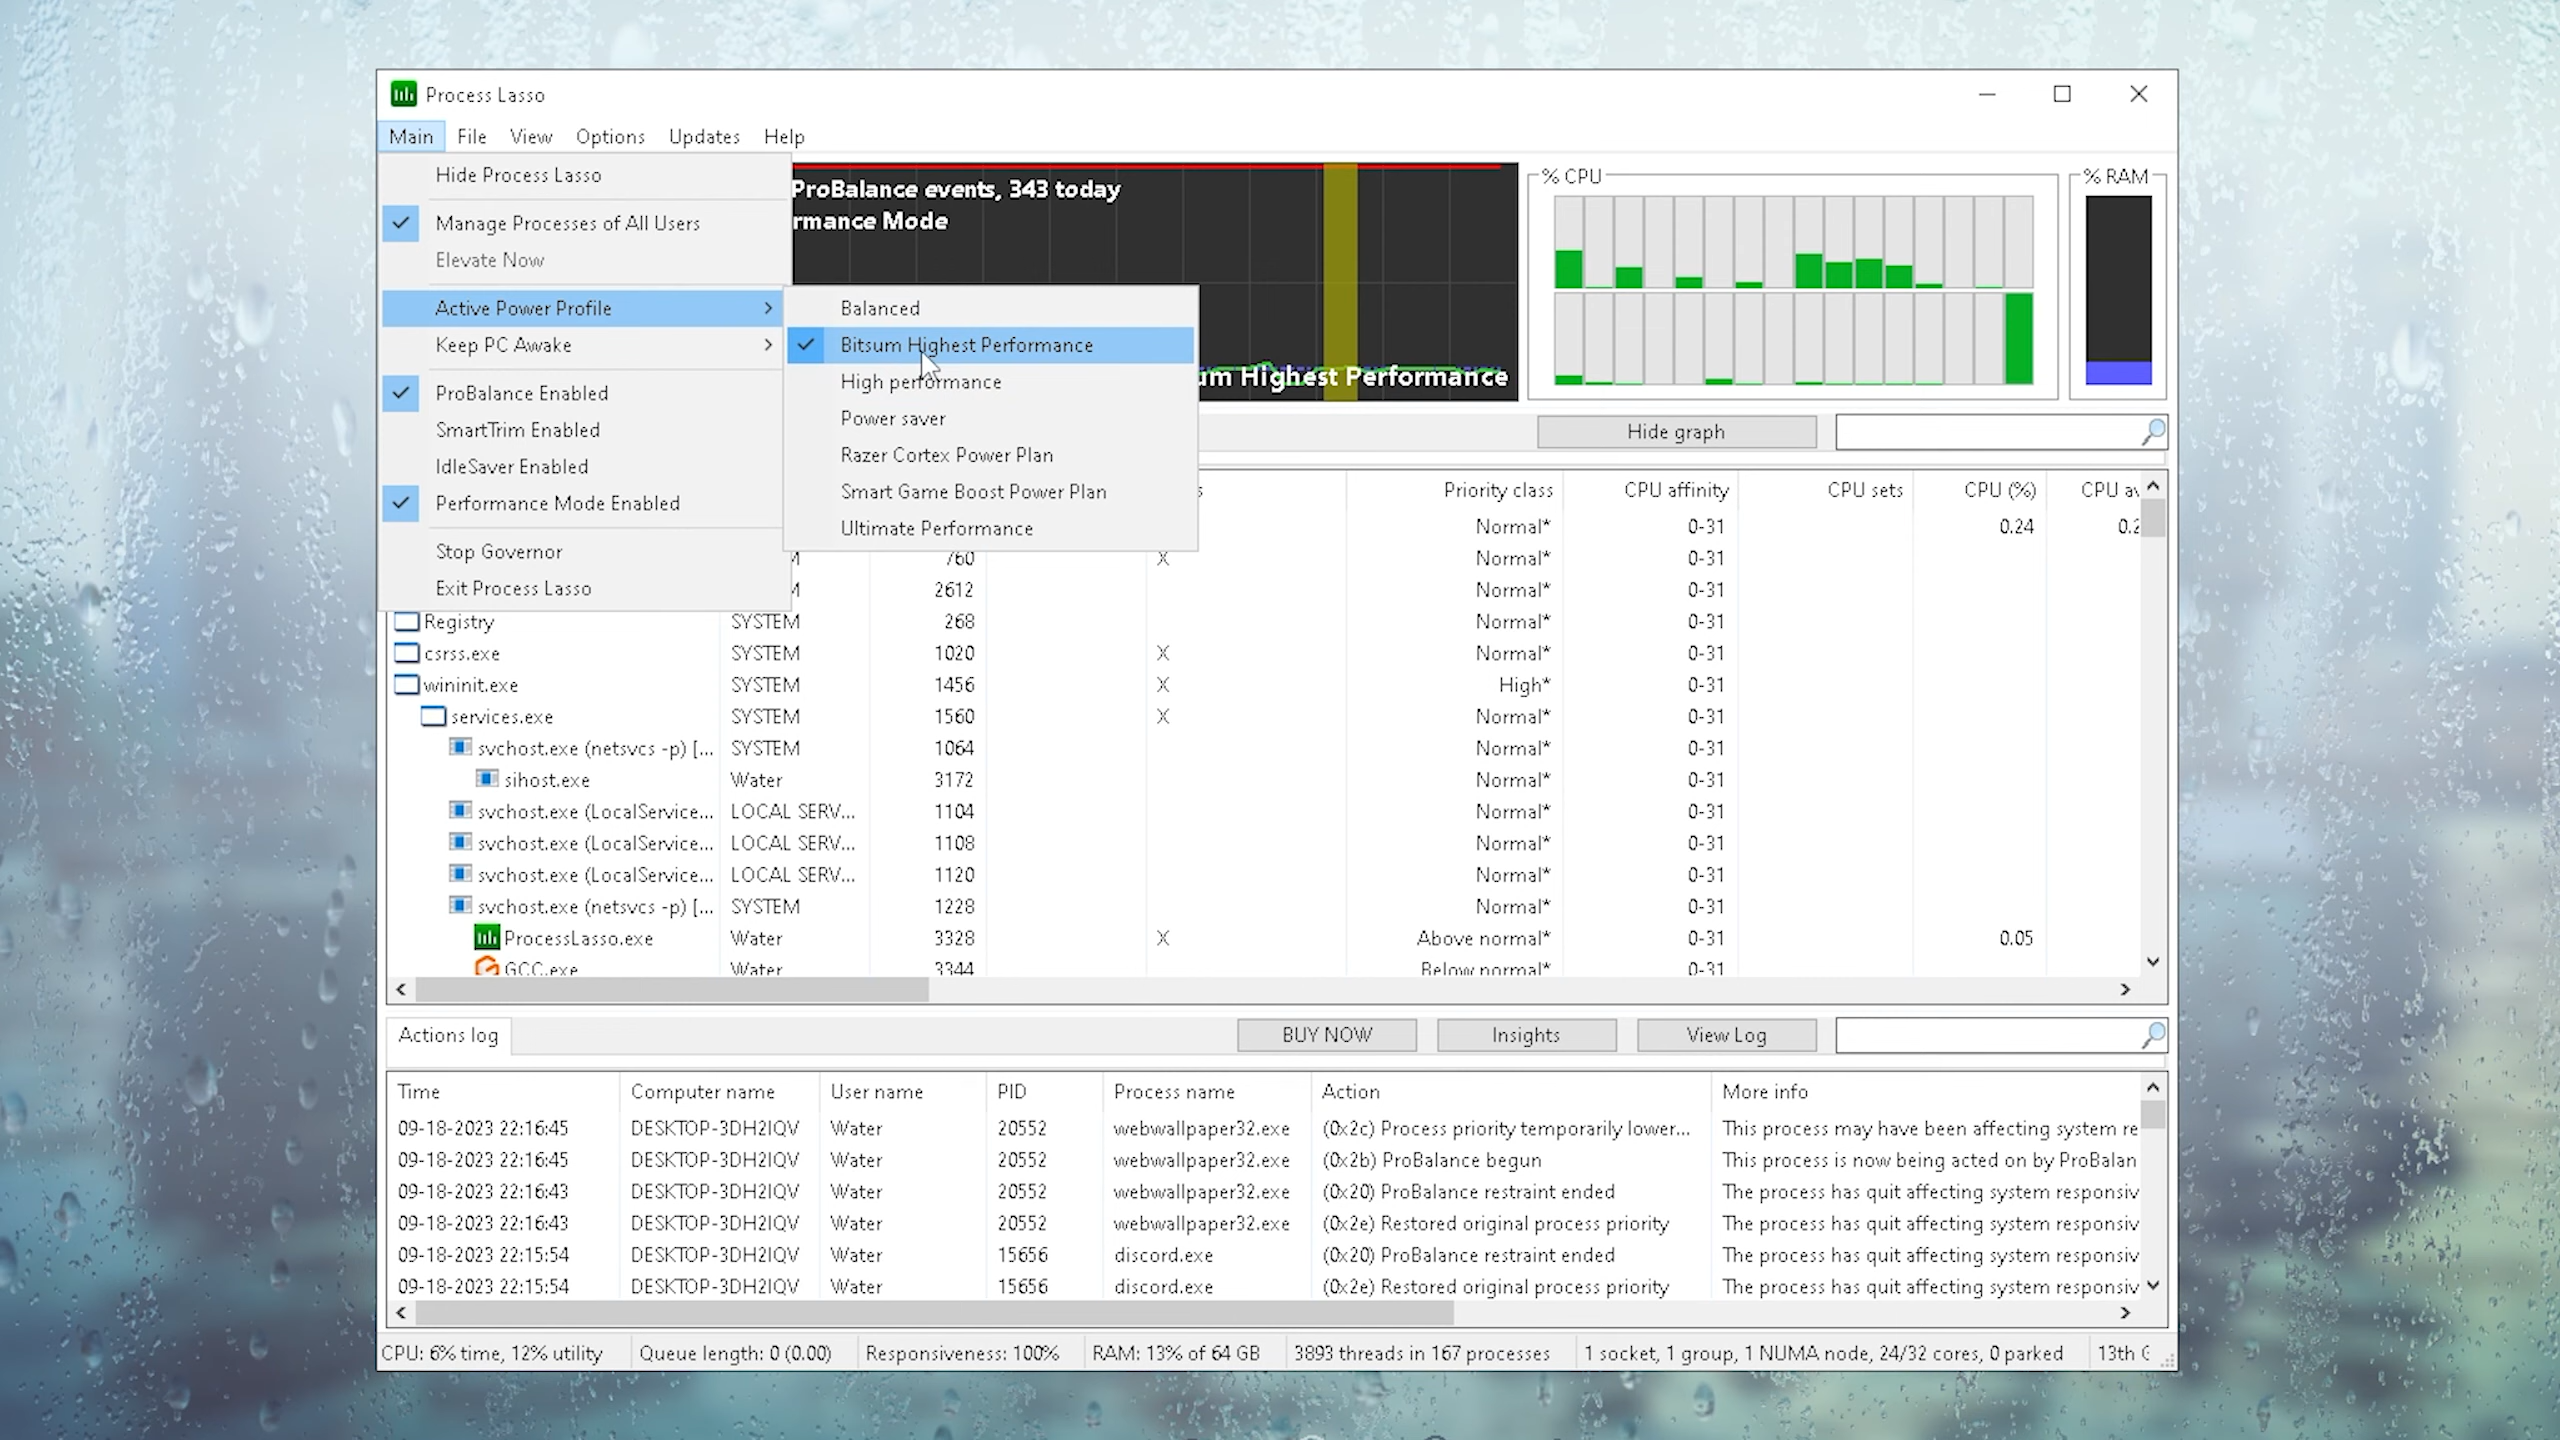 Process Lasso
Main File View Options Updates Help
Hide Process Lasso
Manage Processes of All Users
Elevate Now
Active Power Profile
Keep PC Awake
ProBalance Enabled
SmartTrim Enabled
IdleSaver Enabled
Performance Mode Enabled
Stop Governor
Exit Process Lasso
Balanced
Bitsum Highest Performance
High performance
Power saver
Razer Cortex Power Plan
Smart Game Boost Power Plan
Ultimate Performance
ProBalance events, 343 today
rmance Mode
um Highest Performance
% CPU
% RAM
Hide graph
s Priority class CPU affinity CPU sets CPU (%) CPU av
Normal* 0-31 0.24 0.2
M 760 X Normal* 0-31
M 2612 Normal* 0-31
Registry SYSTEM 268 Normal* 0-31
csrss.exe SYSTEM 1020 X Normal* 0-31
wininit.exe SYSTEM 1456 X High* 0-31
services.exe SYSTEM 1560 X Normal* 0-31
svchost.exe (netsvcs -p) [... SYSTEM 1064 Normal* 0-31
sihost.exe Water 3172 Normal* 0-31
svchost.exe (LocalService... LOCAL SERV... 1104 Normal* 0-31
svchost.exe (LocalService... LOCAL SERV... 1108 Normal* 0-31
svchost.exe (LocalService... LOCAL SERV... 1120 Normal* 0-31
svchost.exe (netsvcs -p) [... SYSTEM 1228 Normal* 0-31
ProcessLasso.exe Water 3328 X Above normal* 0-31 0.05
GCC.exe Water 3344 Below normal* 0-31
Actions log BUY NOW Insights View Log
Time Computer name User name PID Process name Action More info
09-18-2023 22:16:45 DESKTOP-3DH2IQV Water 20552 webwallpaper32.exe (0x2c) Process priority temporarily lower... This process may have been affecting system re
09-18-2023 22:16:45 DESKTOP-3DH2IQV Water 20552 webwallpaper32.exe (0x2b) ProBalance begun This process is now being acted on by ProBalan
09-18-2023 22:16:43 DESKTOP-3DH2IQV Water 20552 webwallpaper32.exe (0x20) ProBalance restraint ended The process has quit affecting system responsiv
09-18-2023 22:16:43 DESKTOP-3DH2IQV Water 20552 webwallpaper32.exe (0x2e) Restored original process priority The process has quit affecting system responsiv
09-18-2023 22:15:54 DESKTOP-3DH2IQV Water 15656 discord.exe (0x20) ProBalance restraint ended The process has quit affecting system responsiv
09-18-2023 22:15:54 DESKTOP-3DH2IQV Water 15656 discord.exe (0x2e) Restored original process priority The process has quit affecting system responsiv
CPU: 6% time, 12% utility Queue length: 0 (0.00) Responsiveness: 100% RAM: 13% of 64 GB 3893 threads in 167 processes 1 socket, 1 group, 1 NUMA node, 24/32 cores, 0 parked 13th G